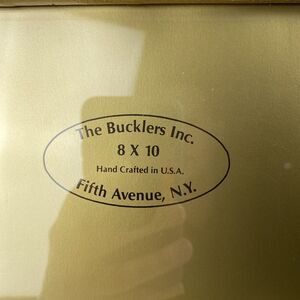 The Bucklers Inc.
8 X 10
Hand Crafted in U.S.A.
Fifth Avenue, N.Y.